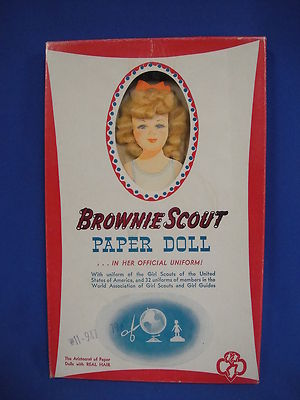 BROWNIE SCOUT
PAPER DOLL
... IN HER OFFICIAL UNIFORM!
With uniform of the Girl Scouts of the United
States of America, and 32 uniforms of members in the
World Association of Girl Scouts and Girl Guides
The Aristocrat of Paper
Dolls with REAL HAIR